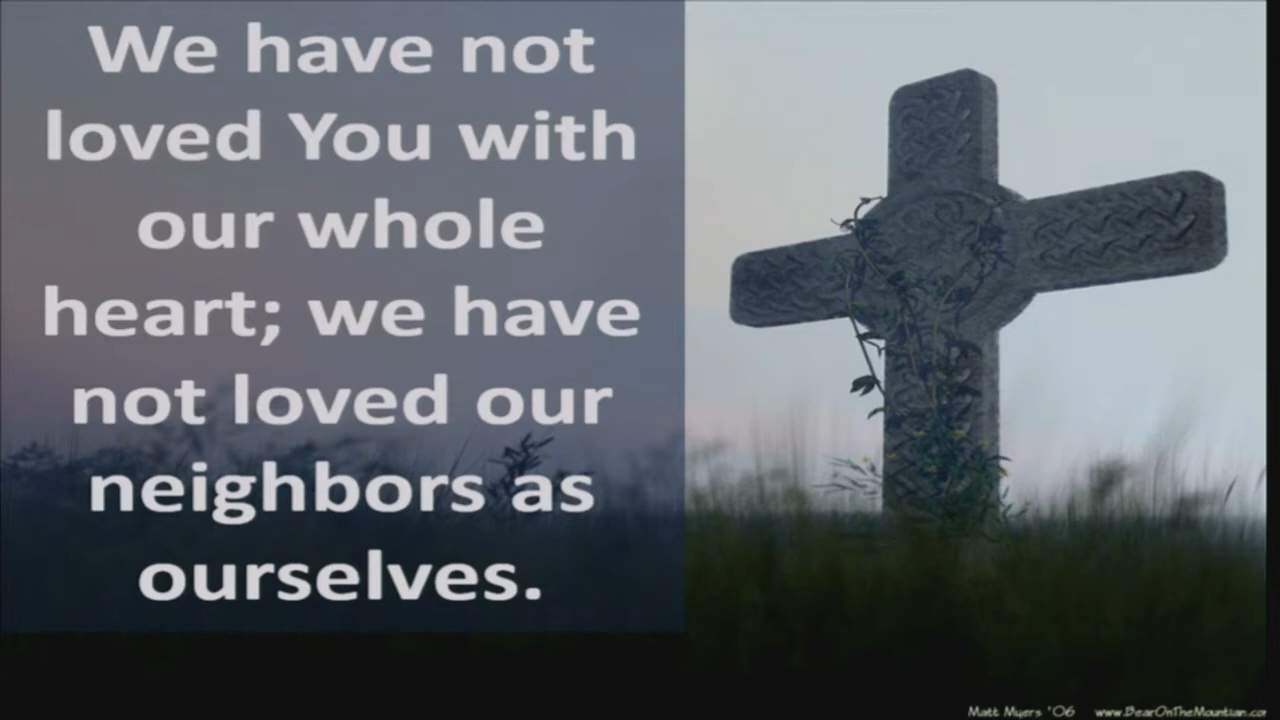 We have not
loved You with
our whole
heart; we have
not loved our
neighbors as
ourselves.
Matt Myers '06 www.BearOnTheMountian.co